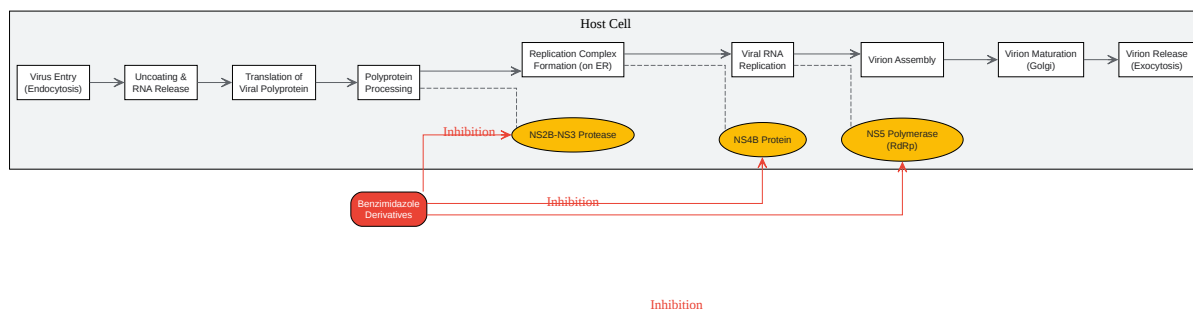 Host Cell
Replication Complex
Formation (on ER)
Viral RNA
Replication
Virion Assembly
Virion Maturation
(Golgi)
Virion Release
(Exocytosis)
Virus Entry
(Endocytosis)
Uncoating &
RNA Release
Translation of
Viral Polyprotein
Polyprotein
Processing
Inhibition
NS2B-NS3 Protease
NS4B Protein
NS5 Polymerase
(RdRp)
Benzimidazole
Derivatives
Inhibition
Inhibition